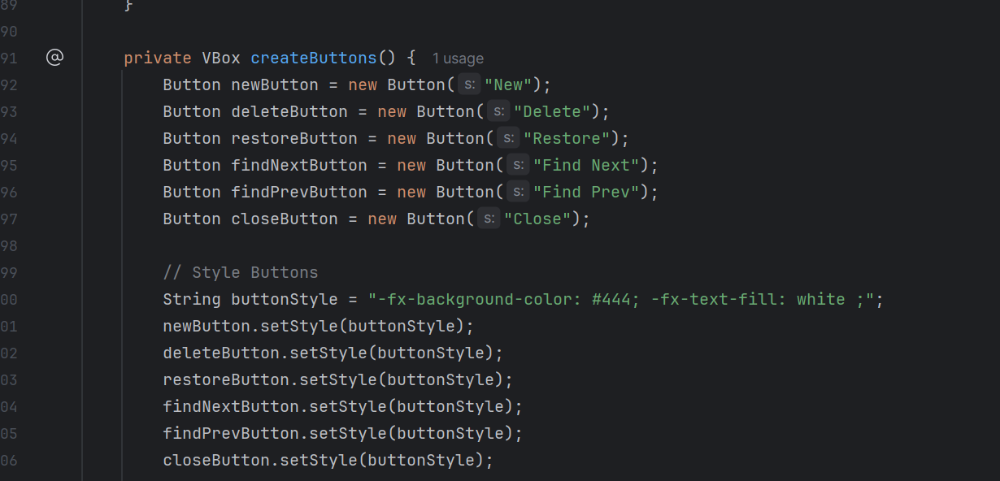 89 }
90
91 @ private VBox createButtons() { 1 usage
92 Button newButton = new Button( s: "New");
93 Button deleteButton = new Button( s: "Delete");
94 Button restoreButton = new Button( s: "Restore");
95 Button findNextButton = new Button( s: "Find Next");
96 Button findPrevButton = new Button( s: "Find Prev");
97 Button closeButton = new Button( s: "Close");
98
99 // Style Buttons
00 String buttonStyle = "-fx-background-color: #444; -fx-text-fill: white ;";
01 newButton.setStyle(buttonStyle);
02 deleteButton.setStyle(buttonStyle);
03 restoreButton.setStyle(buttonStyle);
04 findNextButton.setStyle(buttonStyle);
05 findPrevButton.setStyle(buttonStyle);
06 closeButton.setStyle(buttonStyle);